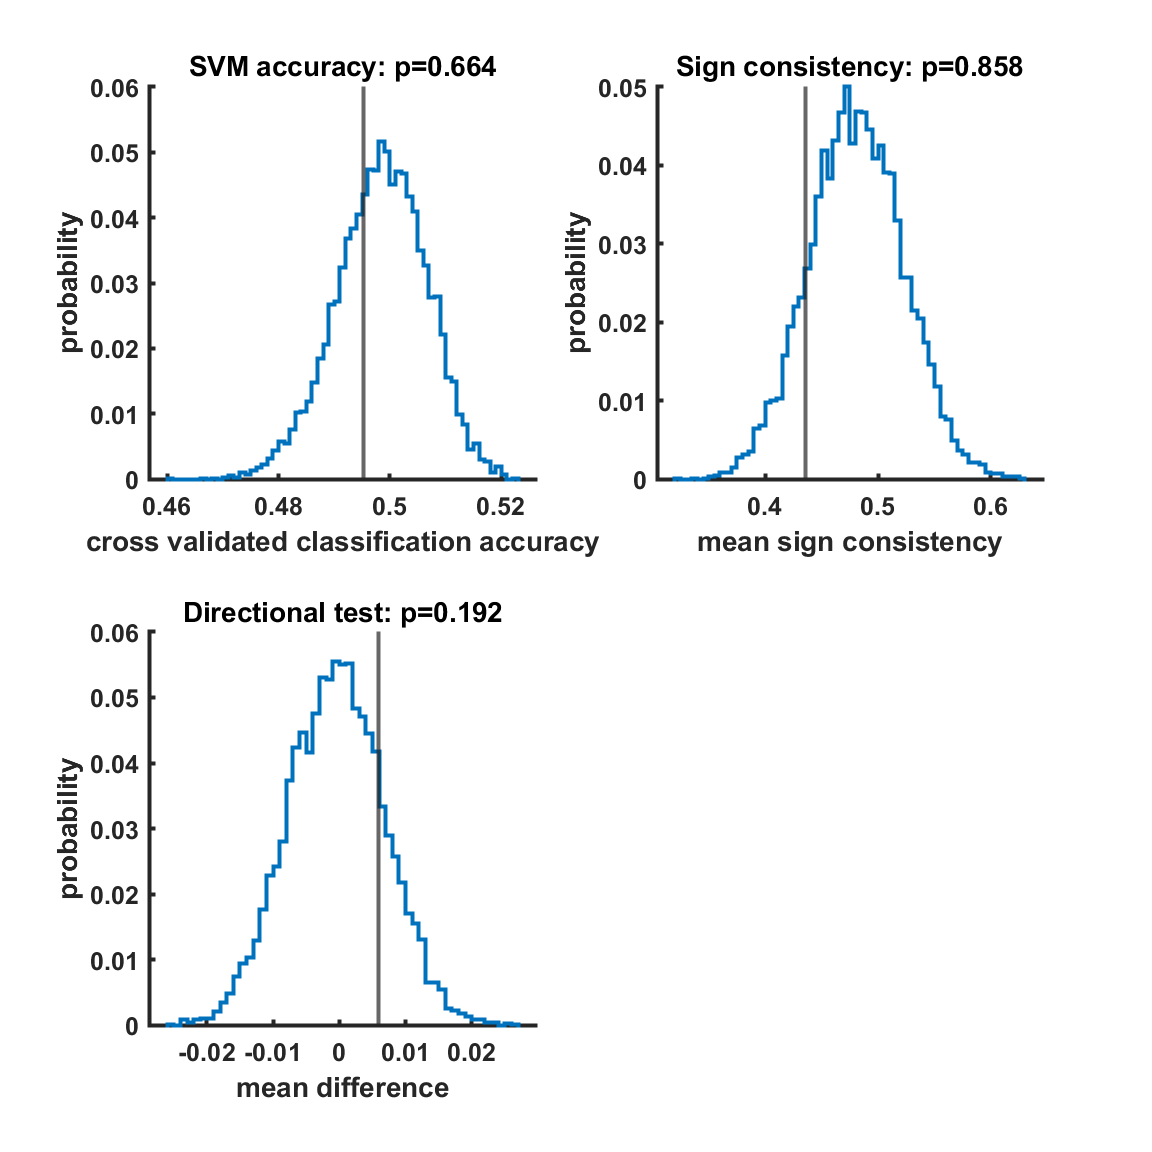 SVM accuracy: p=0.664
0.06
0.05
0.04
0.03
0.02
0.01
0
probability
0.46 0.48 0.5 0.52
cross validated classification accuracy
Sign consistency: p=0.858
0.05
0.04
0.03
0.02
0.01
0
probability
0.4 0.5 0.6
mean sign consistency
Directional test: p=0.192
0.06
0.05
0.04
0.03
0.02
0.01
0
probability
-0.02 -0.01 0 0.01 0.02
mean difference